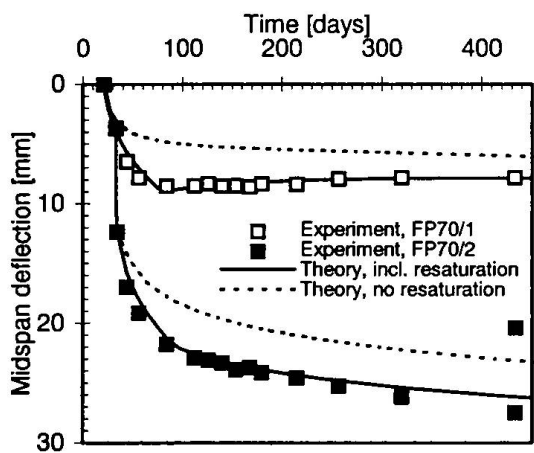 Time [days]
0 100 200 300 400
0
10
20
30
Midspan deflection [mm]
Experiment, FP70/1
Experiment, FP70/2
Theory, incl. resaturation
Theory, no resaturation